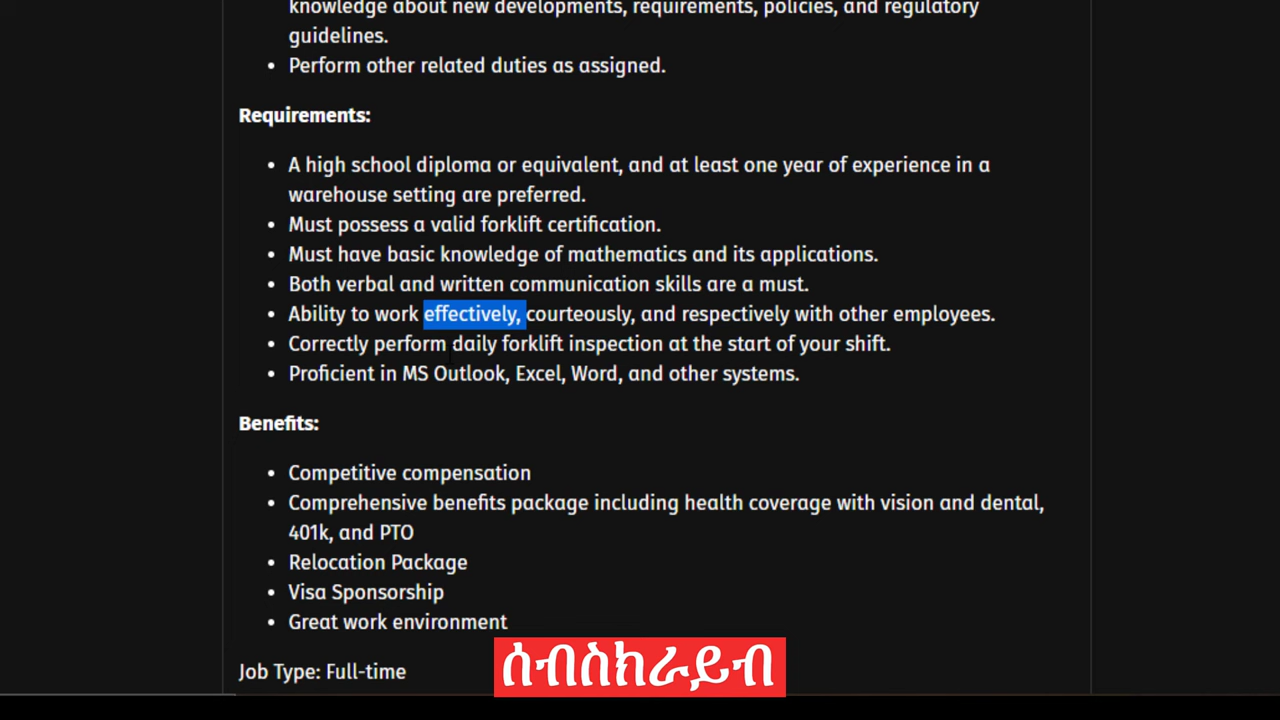 knowledge about new developments, requirements, policies, and regulatory
guidelines.
• Perform other related duties as assigned.
Requirements:
• A high school diploma or equivalent, and at least one year of experience in a
warehouse setting are preferred.
• Must possess a valid forklift certification.
• Must have basic knowledge of mathematics and its applications.
• Both verbal and written communication skills are a must.
• Ability to work effectively, courteously, and respectively with other employees.
• Correctly perform daily forklift inspection at the start of your shift.
• Proficient in MS Outlook, Excel, Word, and other systems.
Benefits:
• Competitive compensation
• Comprehensive benefits package including health coverage with vision and dental,
401k, and PTO
• Relocation Package
• Visa Sponsorship
• Great work environment
Job Type: Full-time
ሰብስክራይብ